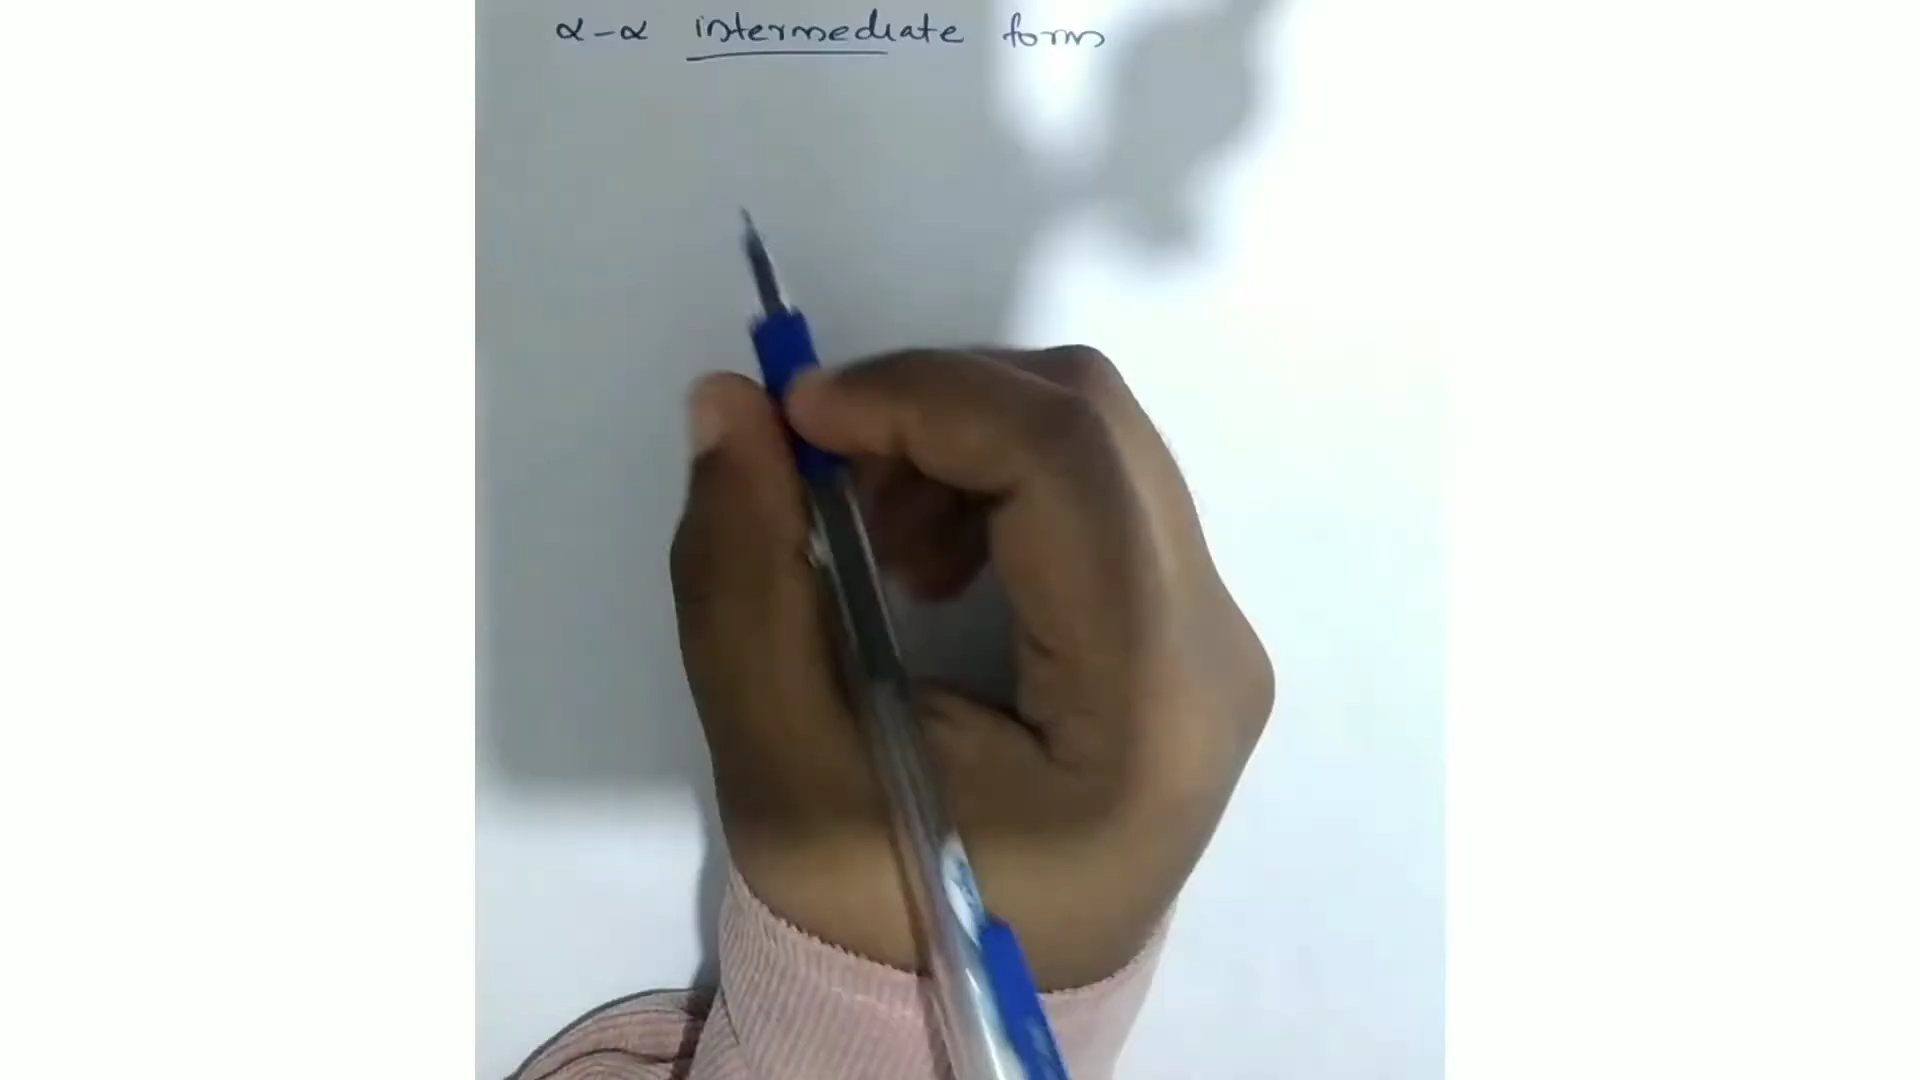 α-α intermediate form